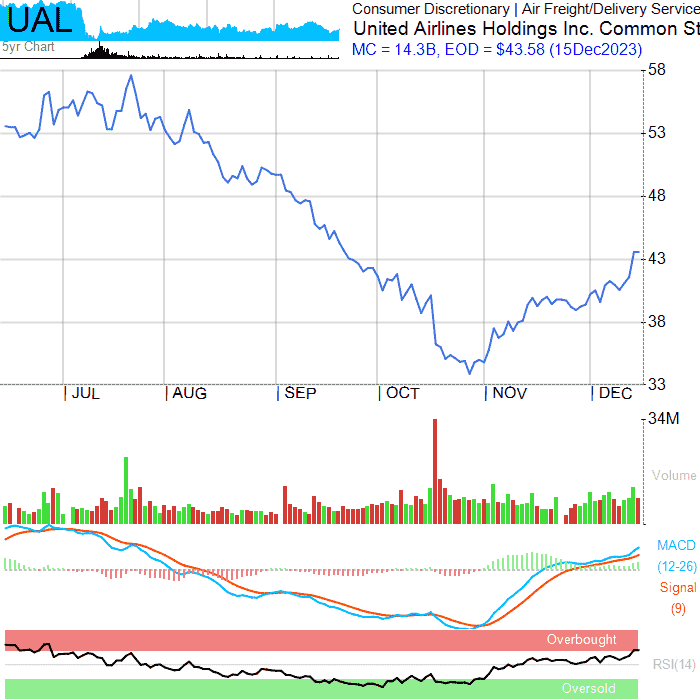 UAL
5yr Chart
Consumer Discretionary | Air Freight/Delivery Service
United Airlines Holdings Inc. Common St
MC = 14.3B, EOD = $43.58 (15Dec2023)
58
53
48
43
38
33
JUL AUG SEP OCT NOV DEC
34M
Volume
MACD
(12-26)
Signal
(9)
Overbought
RSI(14)
Oversold